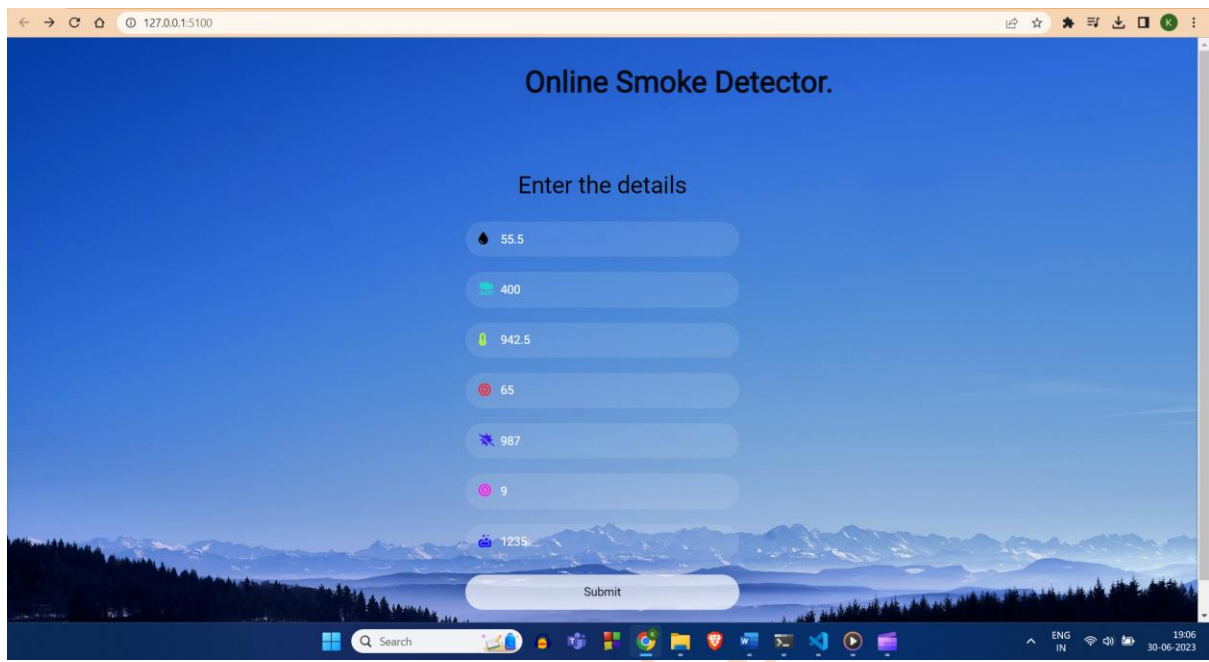 127.0.0.1:5100
K
Online Smoke Detector.
Enter the details
55.5
400
942.5
65
987
9
1235
Submit
Search
ENG
IN
19:06
30-06-2023